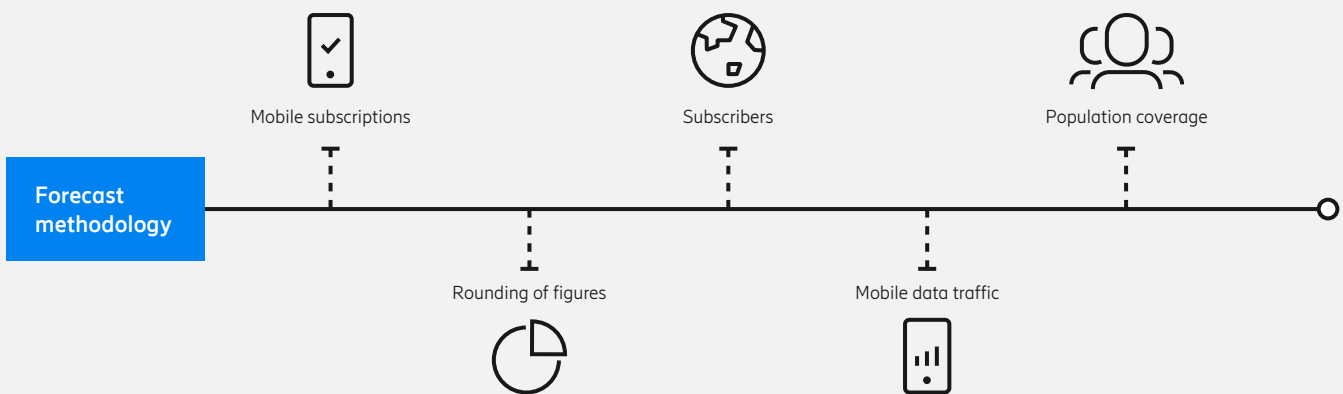 Mobile subscriptions
Subscribers
Population coverage
Forecast
methodology
Rounding of figures
Mobile data traffic